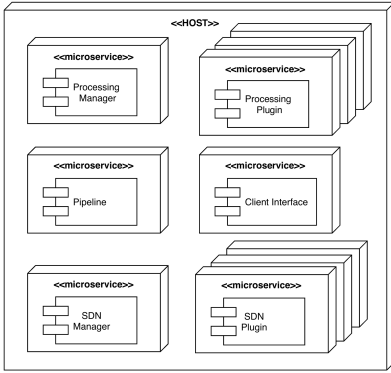 <<HOST>>
<<microservice>>
Processing
Manager
<<microservice>>
Processing
Plugin
<<microservice>>
Pipeline
<<microservice>>
Client Interface
<<microservice>>
SDN
Manager
<<microservice>>
SDN
Plugin